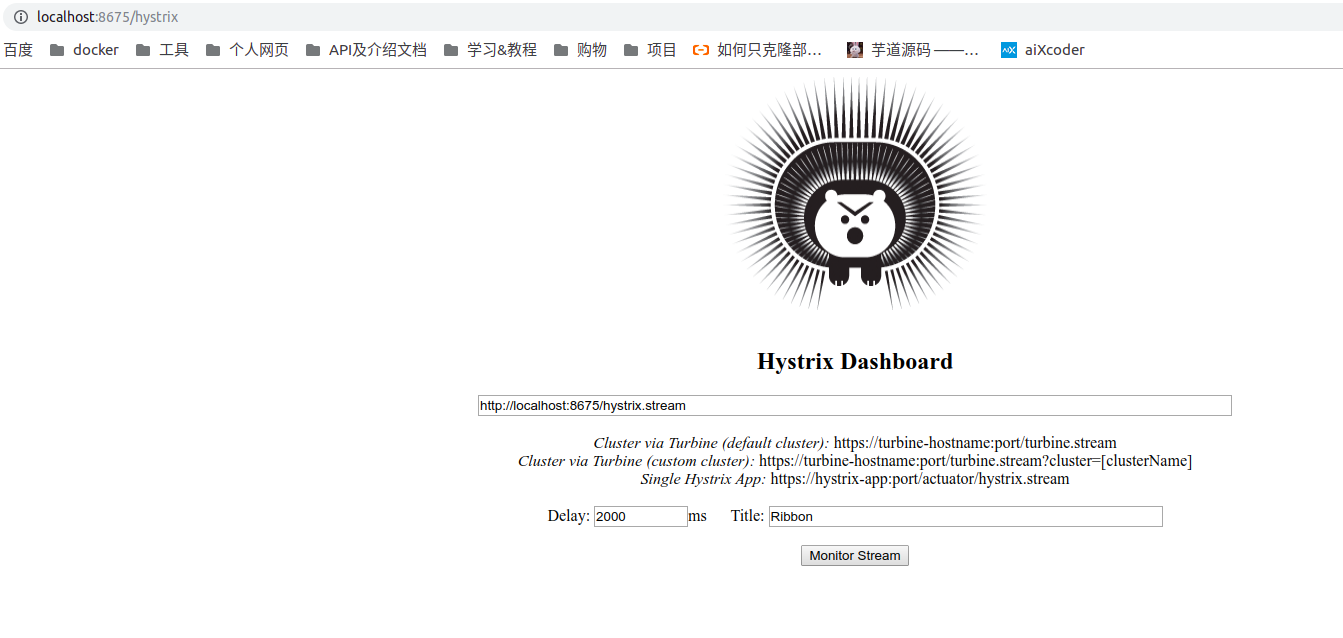 localhost:8675/hystrix
百度 docker 工具 个人网页 API及介绍文档 学习&教程 购物 项目 如何只克隆部… 芋道源码 ——… aiXcoder
Hystrix Dashboard
http://localhost:8675/hystrix.stream
Cluster via Turbine (default cluster): https://turbine-hostname:port/turbine.stream
Cluster via Turbine (custom cluster): https://turbine-hostname:port/turbine.stream?cluster=[clusterName]
Single Hystrix App: https://hystrix-app:port/actuator/hystrix.stream
Delay: 2000 ms Title: Ribbon
Monitor Stream